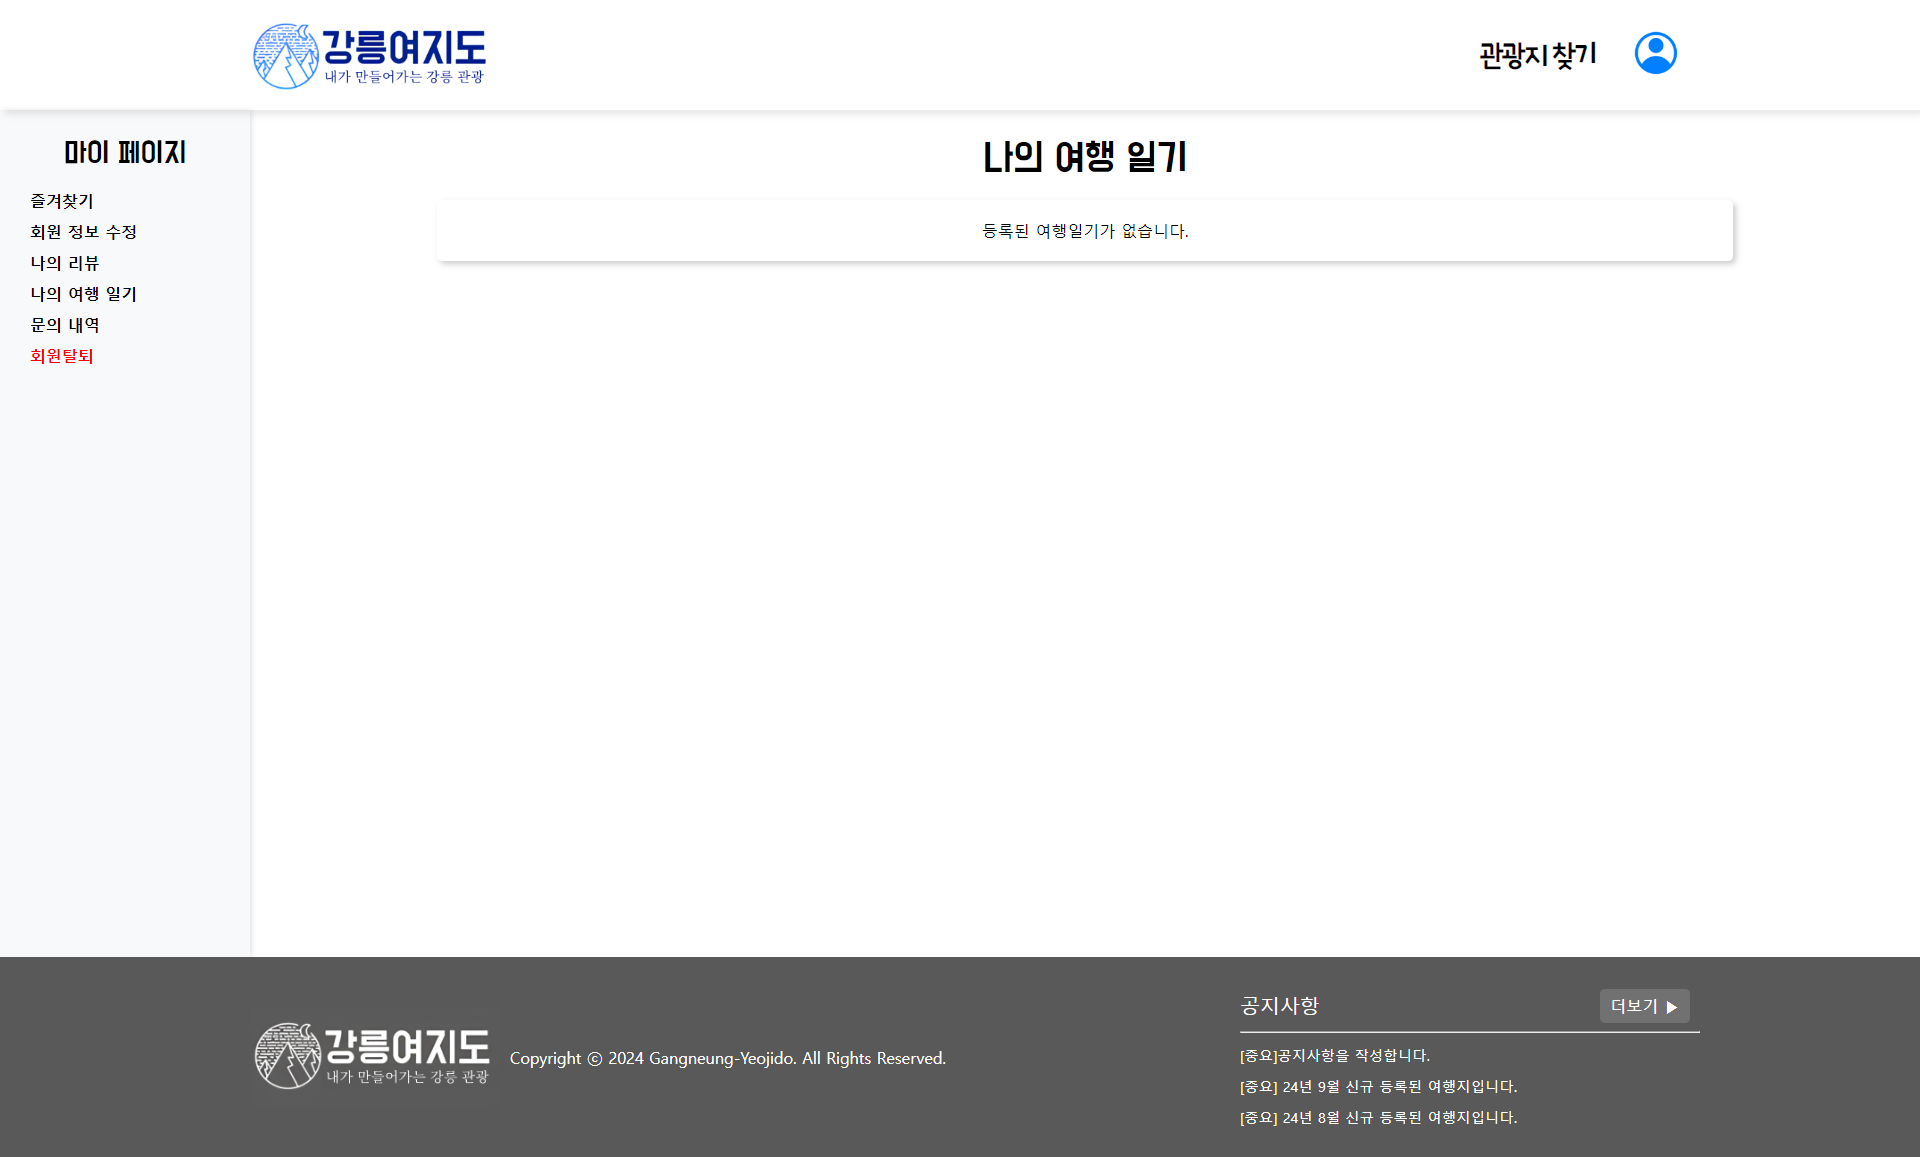 강릉여지도
내가 만들어가는 강릉 관광
관광지 찾기
마이 페이지
즐겨찾기
회원 정보 수정
나의 리뷰
나의 여행 일기
문의 내역
회원탈퇴
나의 여행 일기
등록된 여행일기가 없습니다.
강릉여지도
내가 만들어가는 강릉 관광
Copyright ⓒ 2024 Gangneung-Yeojido. All Rights Reserved.
공지사항
더보기 ▶
[중요]공지사항을 작성합니다.
[중요] 24년 9월 신규 등록된 여행지입니다.
[중요] 24년 8월 신규 등록된 여행지입니다.